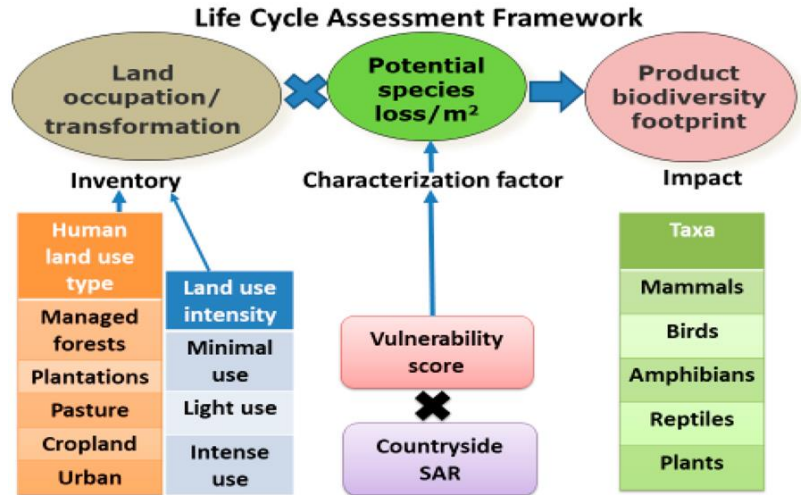 Life Cycle Assessment Framework
Land
occupation/
transformation
Potential
species
loss/m²
Product
biodiversity
footprint
Inventory
Characterization factor
Impact
Human
land use
type
Managed
forests
Plantations
Pasture
Cropland
Urban
Land use
intensity
Minimal
use
Light use
Intense
use
Vulnerability
score
Countryside
SAR
Taxa
Mammals
Birds
Amphibians
Reptiles
Plants